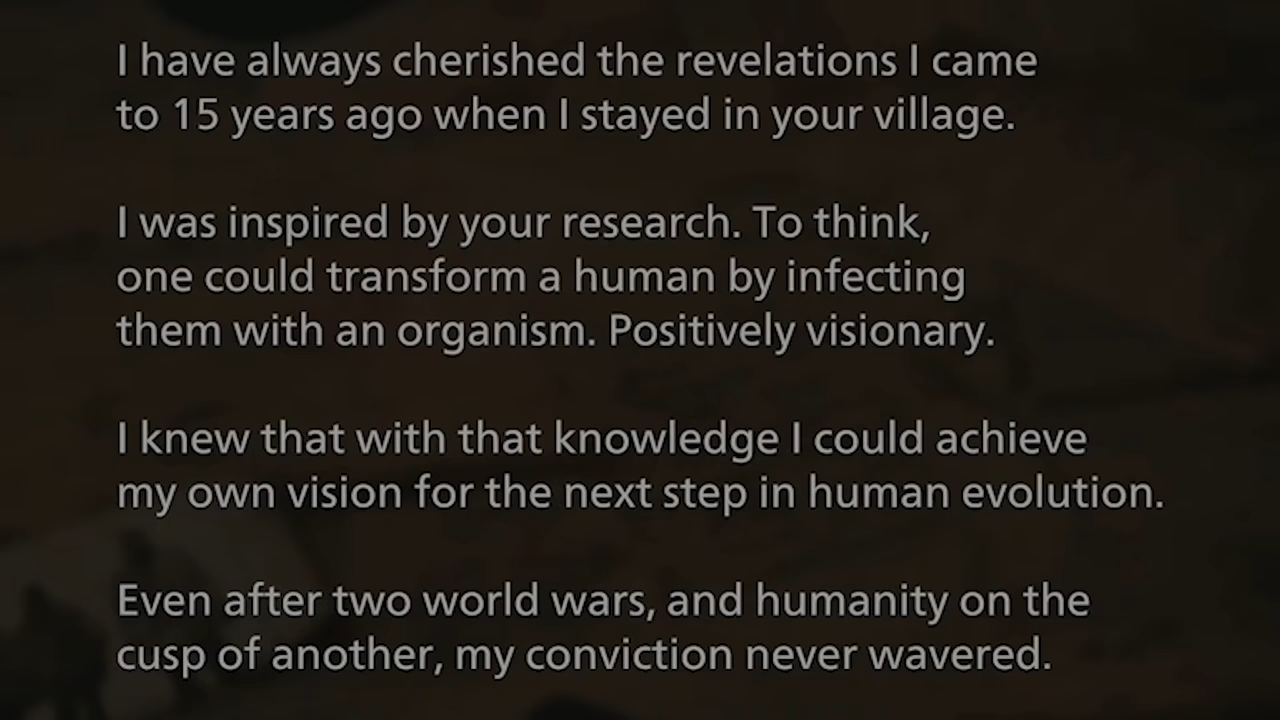 I have always cherished the revelations I came
to 15 years ago when I stayed in your village.
I was inspired by your research. To think,
one could transform a human by infecting
them with an organism. Positively visionary.
I knew that with that knowledge I could achieve
my own vision for the next step in human evolution.
Even after two world wars, and humanity on the
cusp of another, my conviction never wavered.